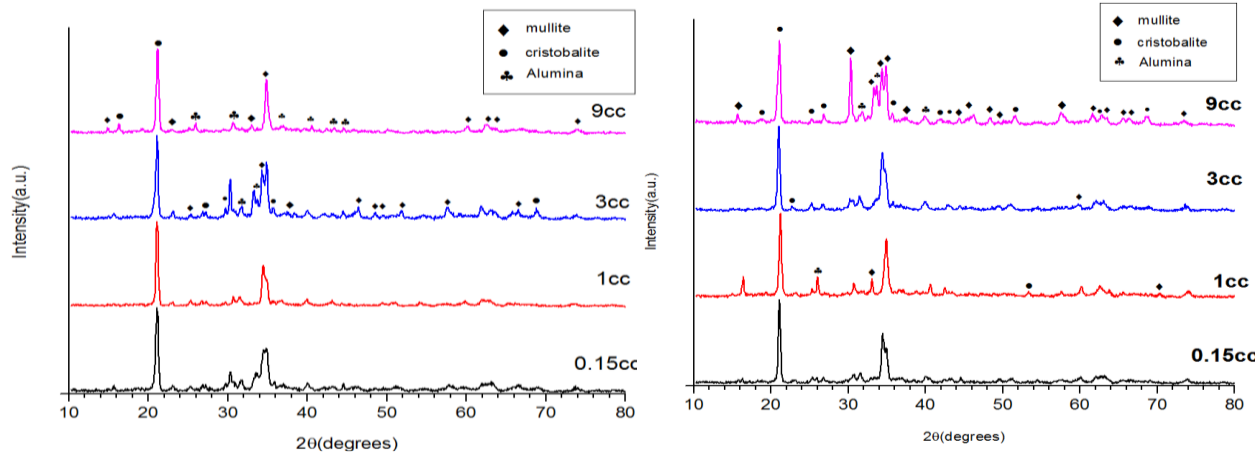 ◆ mullite
● cristobalite
♣ Alumina
9cc
3cc
1cc
0.15cc
Intensity(a.u.)
10 20 30 40 50 60 70 80
2θ(degrees)
◆ mullite
● cristobalite
♣ Alumina
9cc
3cc
1cc
0.15cc
Intensity(a.u.)
10 20 30 40 50 60 70 80
2θ(degrees)